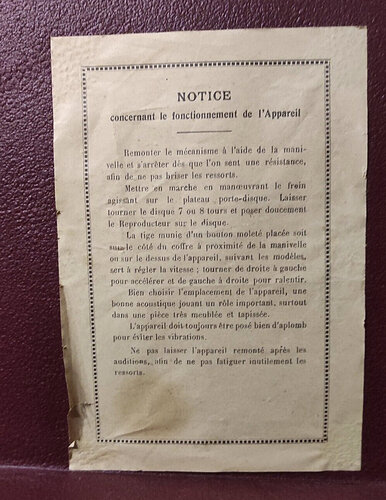 NOTICE
concernant le fonctionnement de l'Appareil
Remonter le mécanisme à l'aide de la mani-
velle et s'arrêter dès que l'on sent une résistance,
afin de ne pas briser les ressorts.
Mettre en marche en manœuvrant le frein
agissant sur le plateau porte-disque. Laisser
tourner le disque 7 ou 8 tours et poser doucement
le Reproducteur sur le disque.
La tige munie d'un bouton moleté placée soit
sur le côté du coffre à proximité de la manivelle
ou sur le dessus de l'appareil, suivant les modèles,
sert à régler la vitesse ; tourner de droite à gauche
pour accélérer et de gauche à droite pour ralentir.
Bien choisir l'emplacement de l'appareil, une
bonne acoustique jouant un rôle important, surtout
dans une pièce très meublée et tapissée.
L'appareil doit toujours être posé bien d'aplomb
pour éviter les vibrations.
Ne pas laisser l'appareil remonté après les
auditions, afin de ne pas fatiguer inutilement les
ressorts.